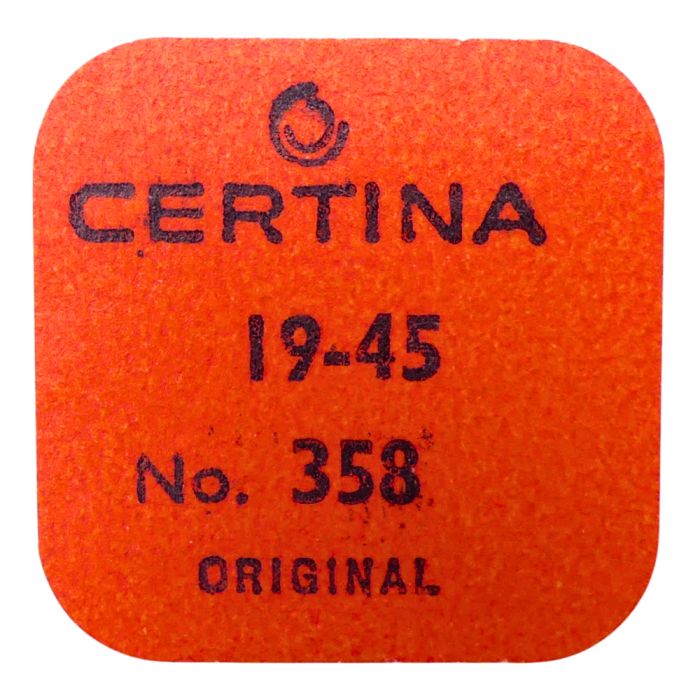 CERTINA
19-45
No. 358
ORIGINAL